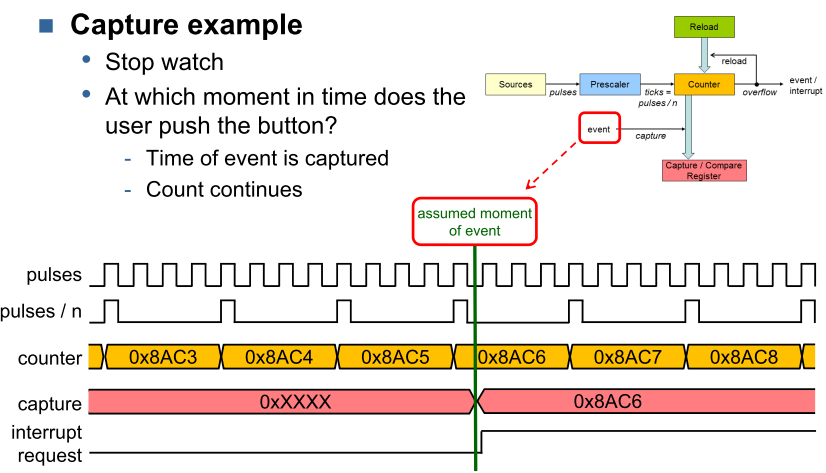 Capture example
Stop watch
At which moment in time does the
user push the button?
- Time of event is captured
- Count continues
Reload
reload
Sources
pulses
Prescaler
ticks =
pulses / n
Counter
overflow
event /
interrupt
event
capture
Capture / Compare
Register
assumed moment
of event
pulses
pulses / n
counter
0x8AC3
0x8AC4
0x8AC5
0x8AC6
0x8AC7
0x8AC8
capture
0xXXXX
0x8AC6
interrupt
request